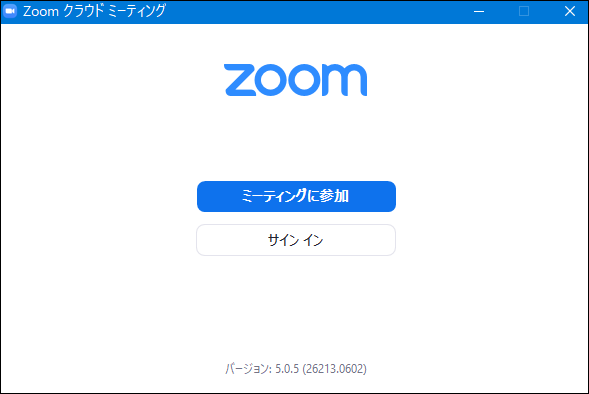 Zoom クラウド ミーティング
zoom
ミーティングに参加
サイン イン
バージョン: 5.0.5 (26213.0602)